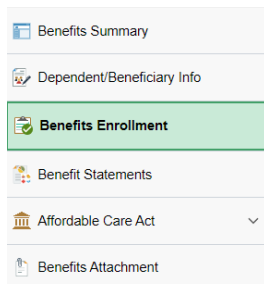 Benefits Summary
Dependent/Beneficiary Info
Benefits Enrollment
Benefit Statements
Affordable Care Act
Benefits Attachment